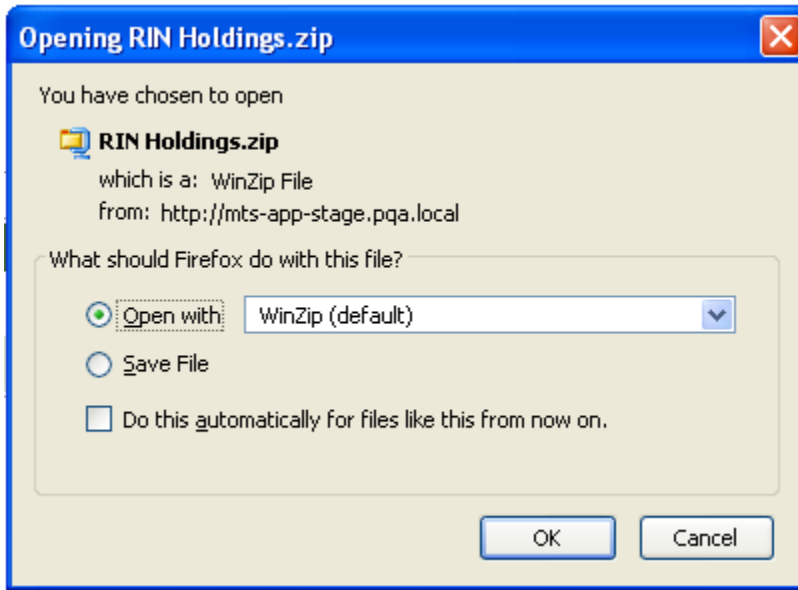 Opening RIN Holdings.zip
You have chosen to open
RIN Holdings.zip
which is a: WinZip File
from: http://mts-app-stage.pqa.local
What should Firefox do with this file?
Open with WinZip (default)
Save File
Do this automatically for files like this from now on.
OK Cancel